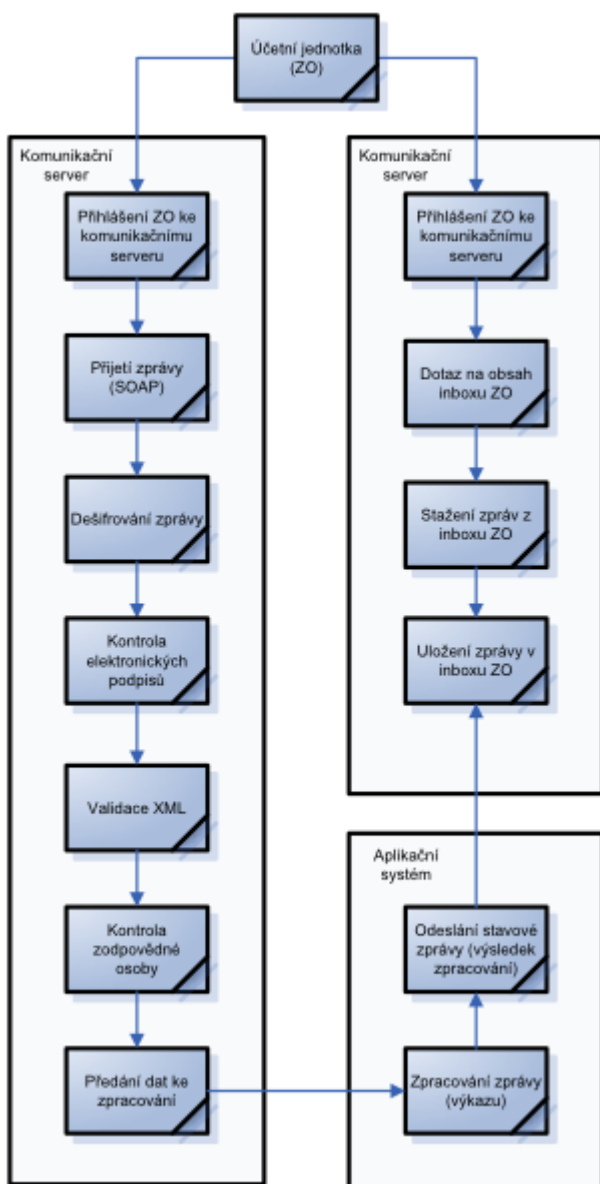 Účetní jednotka
(ZO)
Komunikační
server
Přihlášení ZO ke
komunikačnímu
serveru
Přijetí zprávy
(SOAP)
Dešifrování zprávy
Kontrola
elektronických
podpisů
Validace XML
Kontrola
zodpovědné
osoby
Předání dat ke
zpracování
Komunikační
server
Přihlášení ZO ke
komunikačnímu
serveru
Dotaz na obsah
inboxu ZO
Stažení zpráv z
inboxu ZO
Uložení zprávy v
inboxu ZO
Aplikační
systém
Odeslání stavové
zprávy (výsledek
zpracování)
Zpracování zprávy
(výkazu)